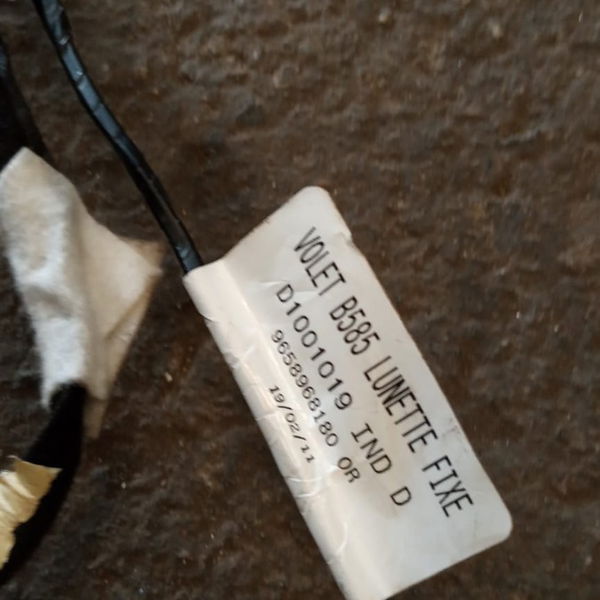 VOLET B585 LUNETTE FIXE
D1001019 IND D
9658968180 OR
19/02/11